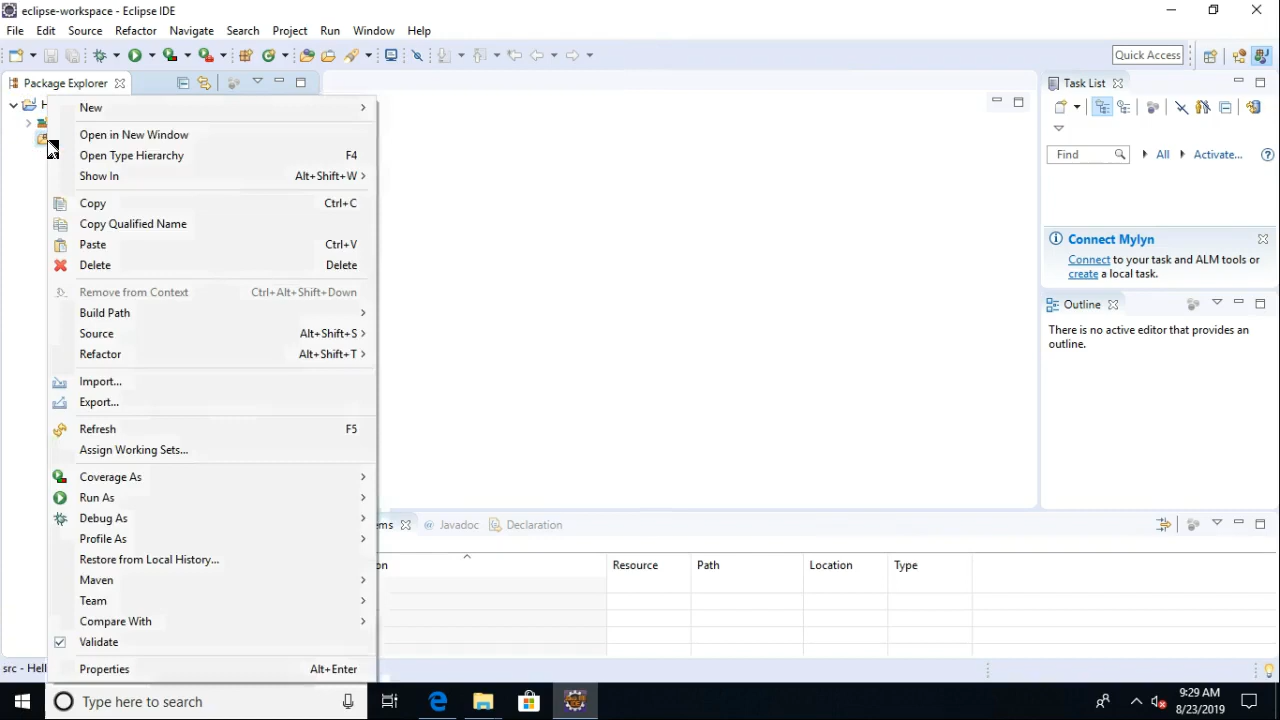 eclipse-workspace - Eclipse IDE
File Edit Source Refactor Navigate Search Project Run Window Help
Quick Access
Package Explorer
Task List
New
Open in New Window
Open Type Hierarchy F4
Show In Alt+Shift+W
Copy Ctrl+C
Copy Qualified Name
Paste Ctrl+V
Delete Delete
Remove from Context Ctrl+Alt+Shift+Down
Build Path
Source Alt+Shift+S
Refactor Alt+Shift+T
Import...
Export...
Refresh F5
Assign Working Sets...
Coverage As
Run As
Debug As
Profile As
Restore from Local History...
Maven
Team
Compare With
Validate
Properties Alt+Enter
Find All Activate...
Connect Mylyn
Connect to your task and ALM tools or
create a local task.
Outline
There is no active editor that provides an
outline.
Javadoc Declaration
Resource Path Location Type
src - Hell
Type here to search
9:29 AM
8/23/2019